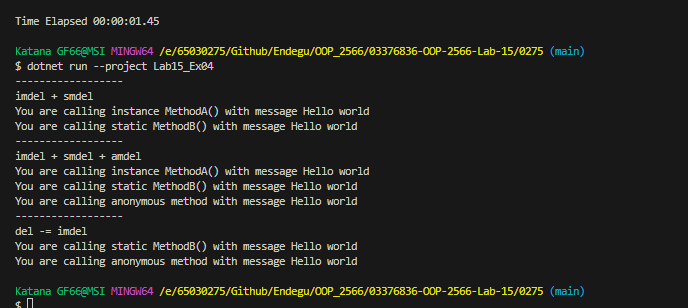 Time Elapsed 00:00:01.45
Katana GF66@MSI MINGW64 /e/65030275/Github/Endegu/OOP_2566/03376836-OOP-2566-Lab-15/0275 (main)
$ dotnet run --project Lab15_Ex04
------------------
imdel + smdel
You are calling instance MethodA() with message Hello world
You are calling static MethodB() with message Hello world
------------------
imdel + smdel + amdel
You are calling instance MethodA() with message Hello world
You are calling static MethodB() with message Hello world
You are calling anonymous method with message Hello world
------------------
del -= imdel
You are calling static MethodB() with message Hello world
You are calling anonymous method with message Hello world
Katana GF66@MSI MINGW64 /e/65030275/Github/Endegu/OOP_2566/03376836-OOP-2566-Lab-15/0275 (main)
$